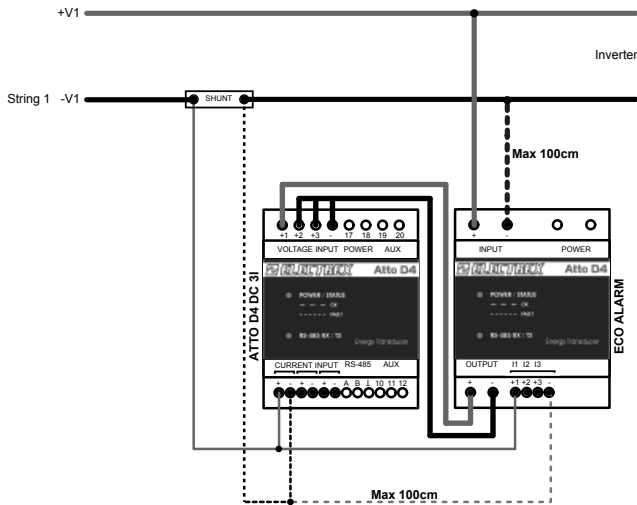 +V1
Inverter
String 1 -V1
SHUNT
Max 100cm
+1 +2 +3 - 17 18 19 20
VOLTAGE INPUT POWER AUX
+ -
INPUT POWER
ELECTREX Atto D4
POWER / STATUS
OK
FAULT
RS-485 RX / TX
Energy Transducer
ELECTREX Atto D4
POWER / STATUS
OK
FAULT
RS-485 RX / TX
Energy Transducer
ATTO D4 DC 3I
ECO ALARM
CURRENT INPUT RS-485 AUX
+ - + - + - A B ⊥ 10 11 12
OUTPUT I1 I2 I3
+ - +1 +2 +3 -
Max 100cm